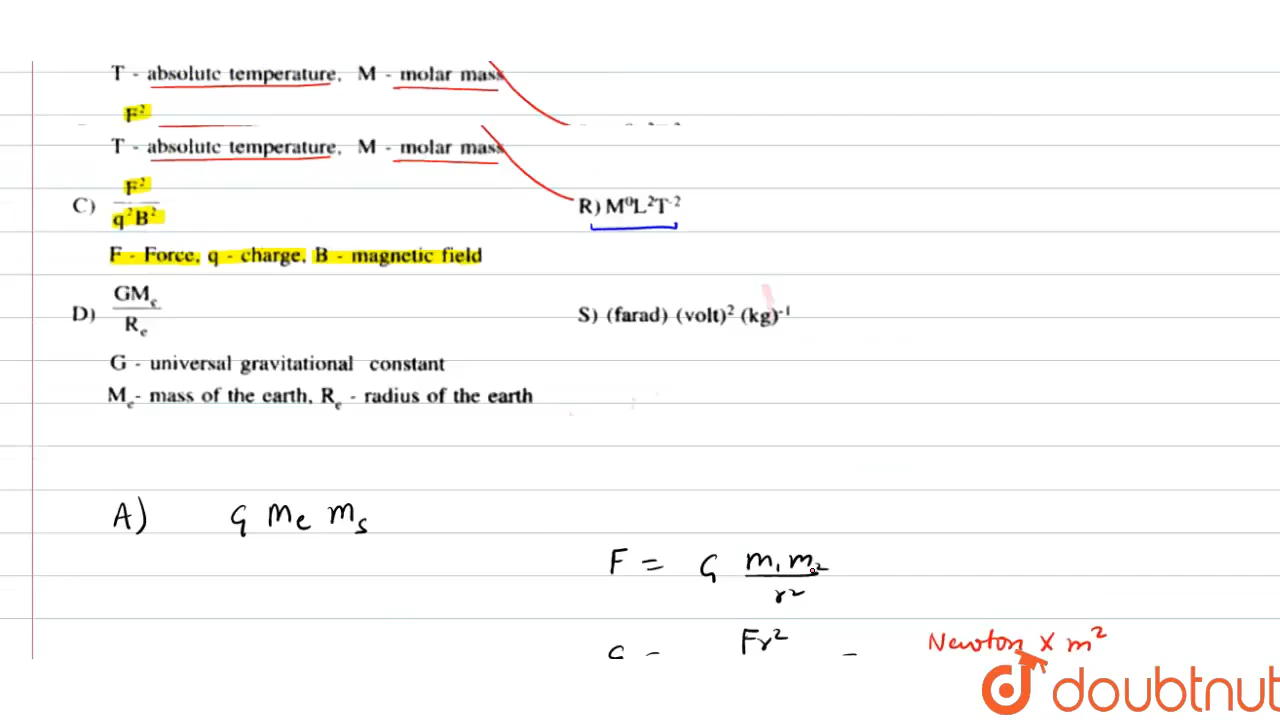 T - absolute temperature, M - molar mass
F²
T - absolute temperature, M - molar mass
F²
C) q²B² R) M⁰L²T⁻²
F - Force, q - charge, B - magnetic field
D) GMe / Re S) (farad) (volt)² (kg)⁻¹
G - universal gravitational constant
Me - mass of the earth, Re - radius of the earth
A) G Me Ms
F = G m₁ m₂ / r²
G = Fr² = Newton × m²
doubtnut